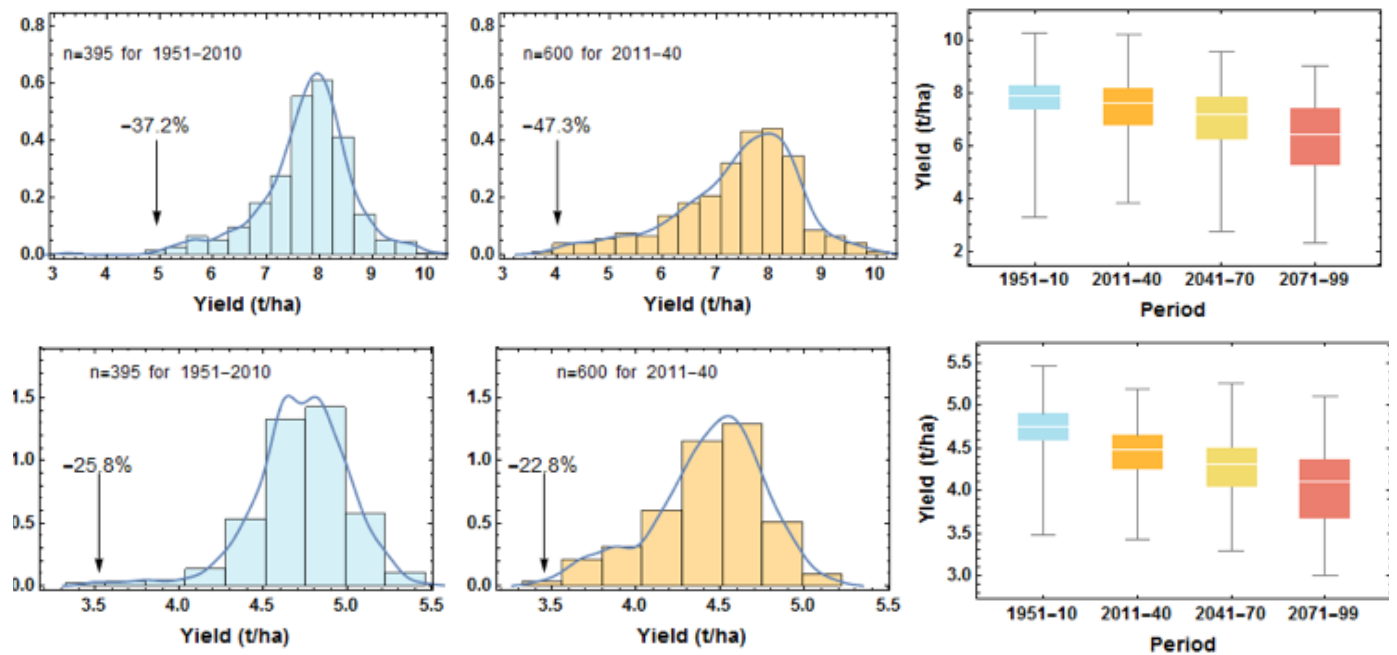 0.8
0.6
0.4
0.2
0.0
n=395 for 1951-2010
-37.2%
3 4 5 6 7 8 9 10
Yield (t/ha)
0.8
0.6
0.4
0.2
0.0
n=600 for 2011-40
-47.3%
3 4 5 6 7 8 9 10
Yield (t/ha)
Yield (t/ha)
10
8
6
4
2
1951-10 2011-40 2041-70 2071-99
Period
1.5
1.0
0.5
0.0
n=395 for 1951-2010
-25.8%
3.5 4.0 4.5 5.0 5.5
Yield (t/ha)
1.5
1.0
0.5
0.0
n=600 for 2011-40
-22.8%
3.5 4.0 4.5 5.0 5.5
Yield (t/ha)
Yield (t/ha)
5.5
5.0
4.5
4.0
3.5
3.0
1951-10 2011-40 2041-70 2071-99
Period